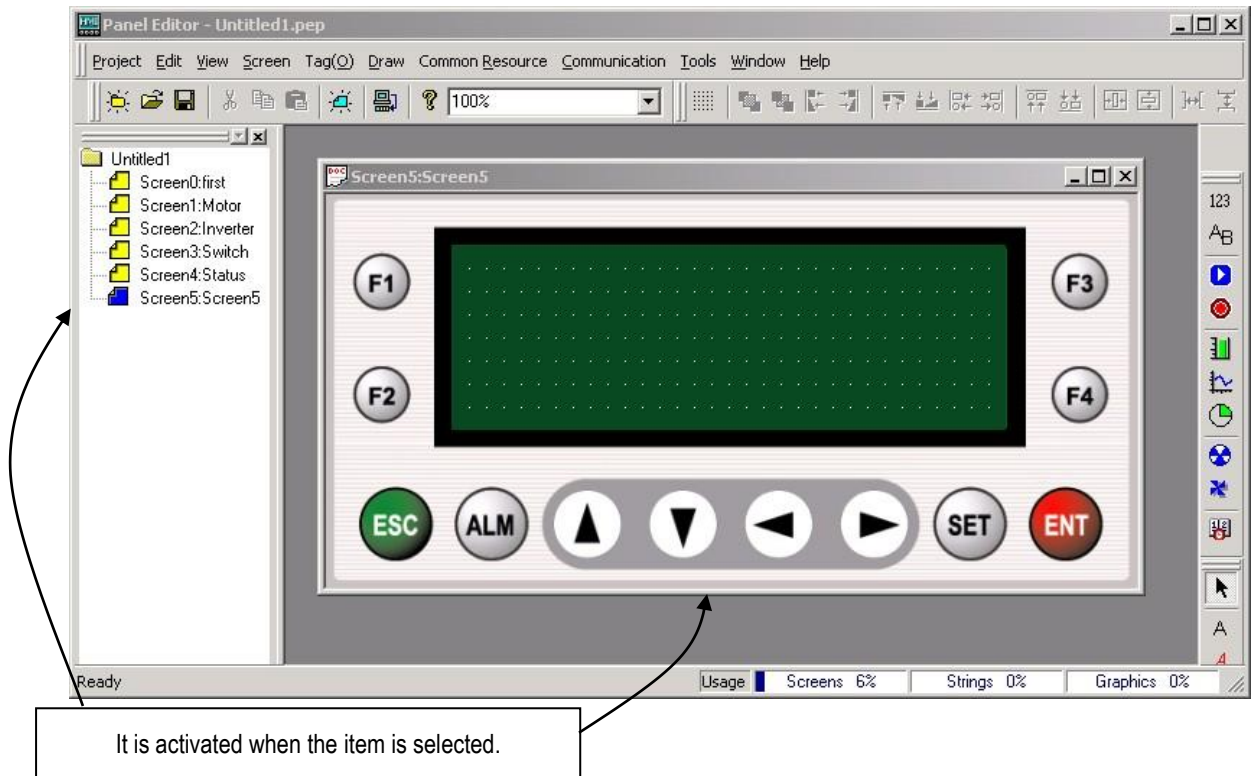 Panel Editor - Untitled1.pep
Project Edit View Screen Tag(O) Draw Common Resource Communication Tools Window Help
100%
Untitled1
Screen0:first
Screen1:Motor
Screen2:Inverter
Screen3:Switch
Screen4:Status
Screen5:Screen5
Screen5:Screen5
F1
F3
F2
F4
ESC ALM SET ENT
123
AB
A
A
Ready
Usage Screens 6% Strings 0% Graphics 0%
It is activated when the item is selected.